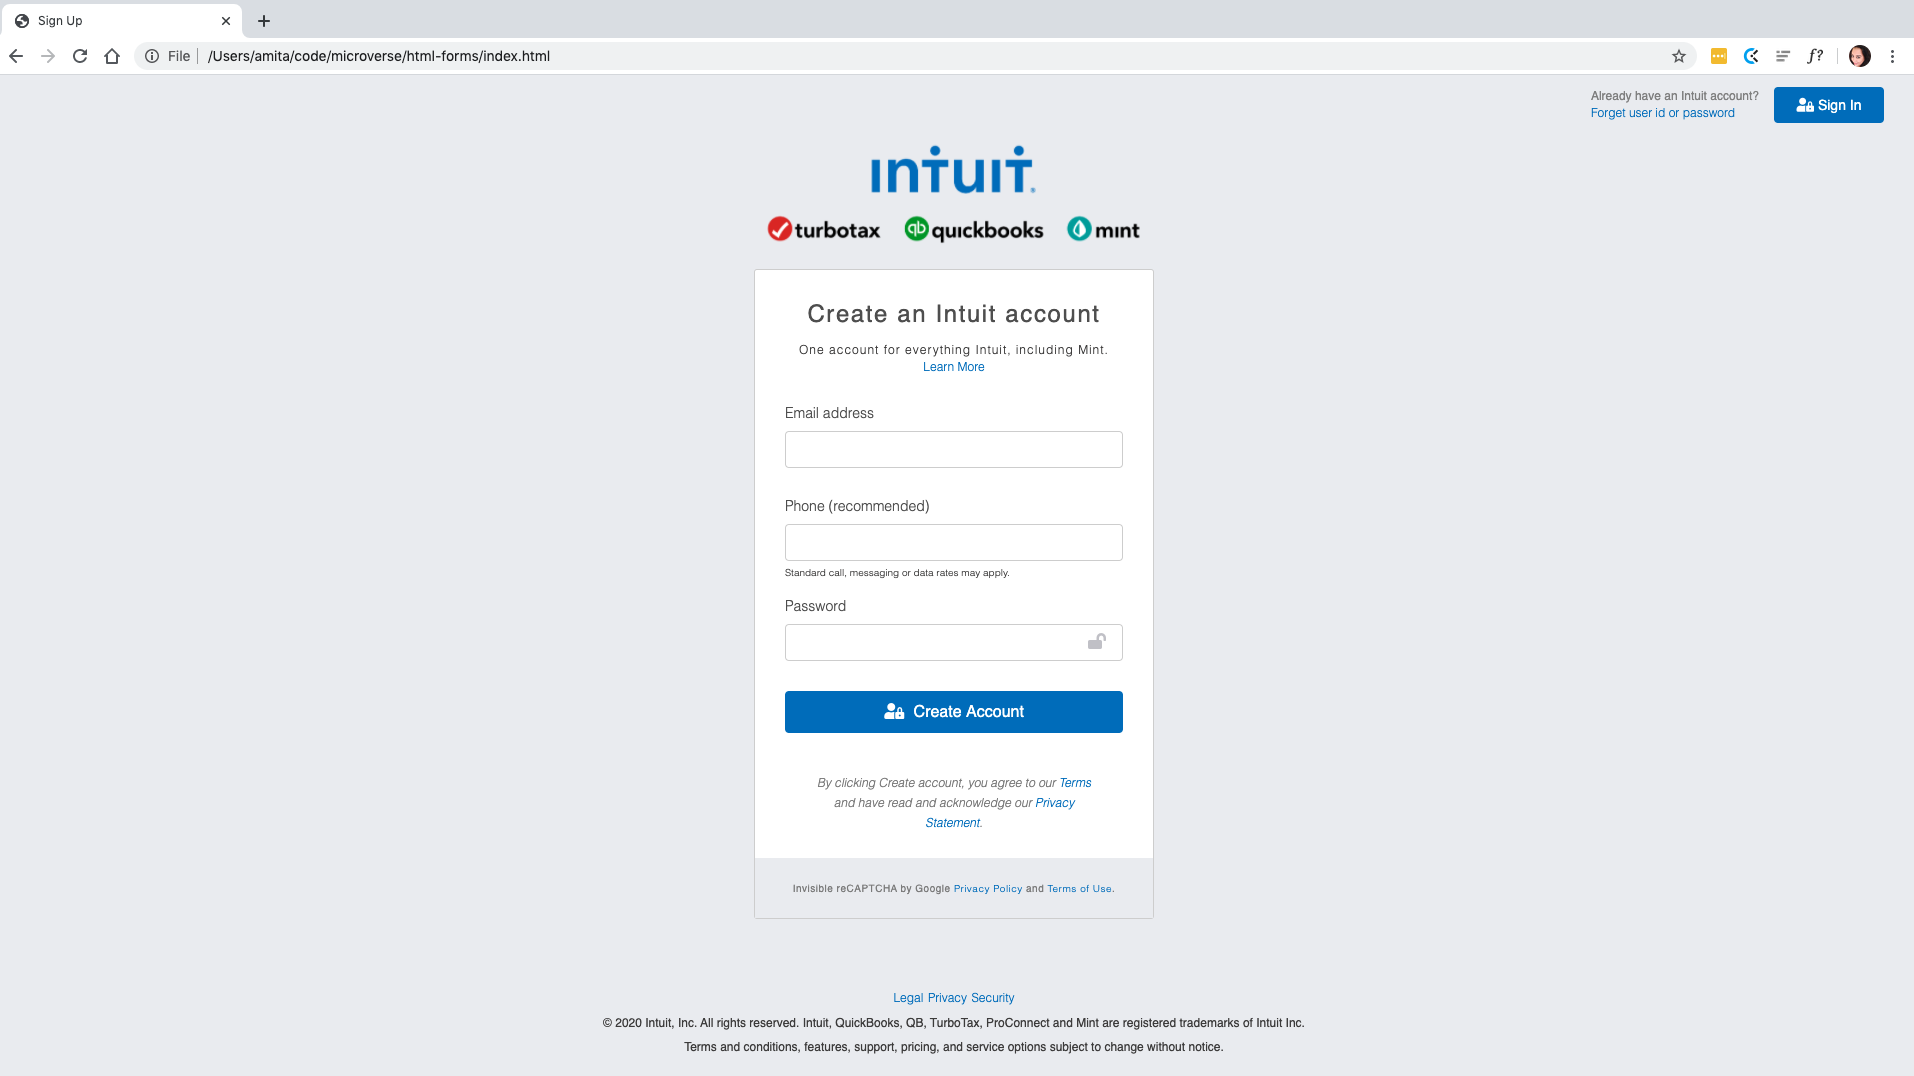 Sign Up
File /Users/amita/code/microverse/html-forms/index.html
f?
Already have an Intuit account?
Forget user id or password
Sign In
intuit
turbotax qb quickbooks mint
Create an Intuit account
One account for everything Intuit, including Mint.
Learn More
Email address
Phone (recommended)
Standard call, messaging or data rates may apply.
Password
Create Account
By clicking Create account, you agree to our Terms
and have read and acknowledge our Privacy
Statement.
Invisible reCAPTCHA by Google Privacy Policy and Terms of Use.
Legal Privacy Security
© 2020 Intuit, Inc. All rights reserved. Intuit, QuickBooks, QB, TurboTax, ProConnect and Mint are registered trademarks of Intuit Inc.
Terms and conditions, features, support, pricing, and service options subject to change without notice.